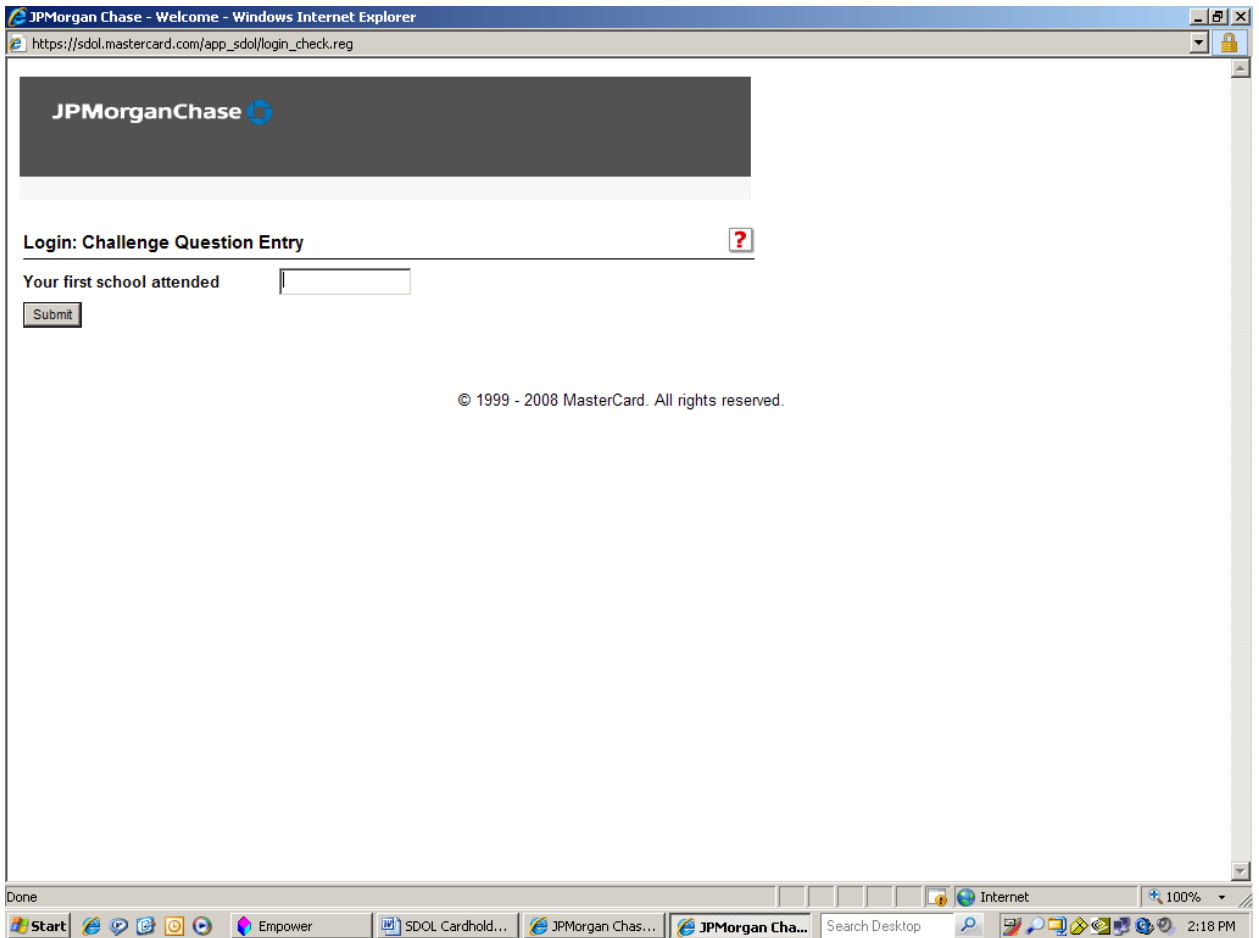 JPMorgan Chase - Welcome - Windows Internet Explorer
https://sdol.mastercard.com/app_sdol/login_check.reg
JPMorganChase
Login: Challenge Question Entry ?
Your first school attended
Submit
© 1999 - 2008 MasterCard. All rights reserved.
Done Internet 100%
Start Empower SDOL Cardhold... JPMorgan Chas... JPMorgan Cha... Search Desktop 2:18 PM